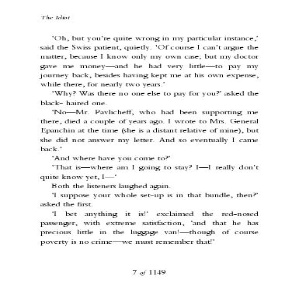 The Idiot
'Oh, but you're quite wrong in my particular instance,'
said the Swiss patient, quietly. 'Of course I can't argue the
matter, because I know only my own case; but my doctor
gave me money—and he had very little—to pay my
journey back, besides having kept me at his own expense,
while there, for nearly two years.'
'Why? Was there no one else to pay for you?' asked the
black- haired one.
'No—Mr. Pavlicheff, who had been supporting me
there, died a couple of years ago. I wrote to Mrs. General
Epanchin at the time (she is a distant relative of mine), but
she did not answer my letter. And so eventually I came
back.'
'And where have you come to?'
'That is—where am I going to stay? I—I really don't
quite know yet, I—'
Both the listeners laughed again.
'I suppose your whole set-up is in that bundle, then?'
asked the first.
'I bet anything it is!' exclaimed the red-nosed
passenger, with extreme satisfaction, 'and that he has
precious little in the luggage van!—though of course
poverty is no crime—we must remember that!'
7 of 1149